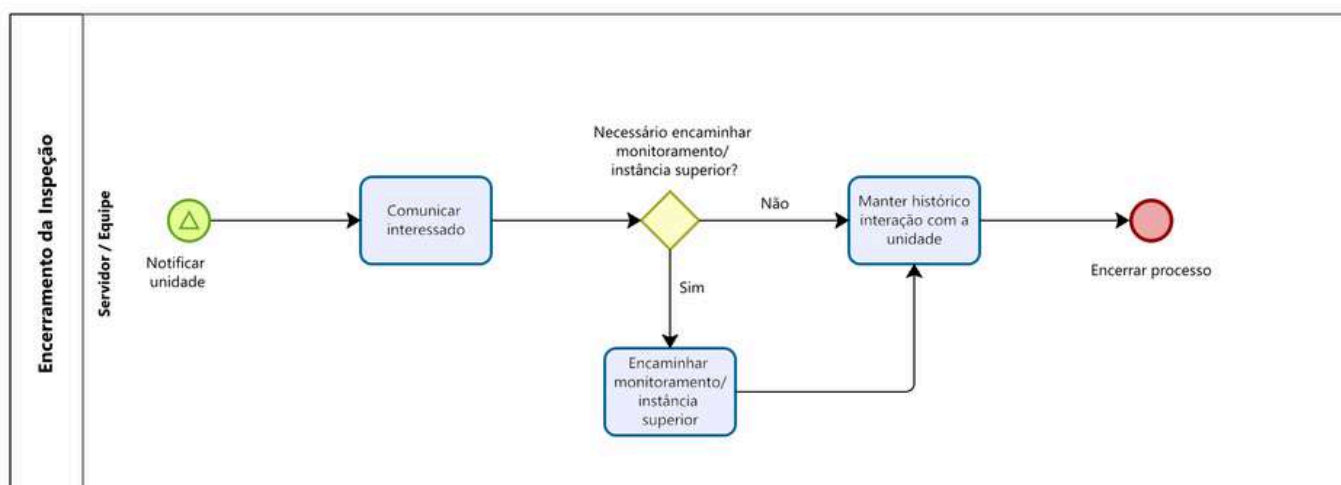 Encerramento da Inspeção
Servidor / Equipe
Notificar
unidade
Comunicar
interessado
Necessário encaminhar
monitoramento/
instância superior?
Não
Sim
Encaminhar
monitoramento/
instância
superior
Manter histórico
interação com a
unidade
Encerrar processo